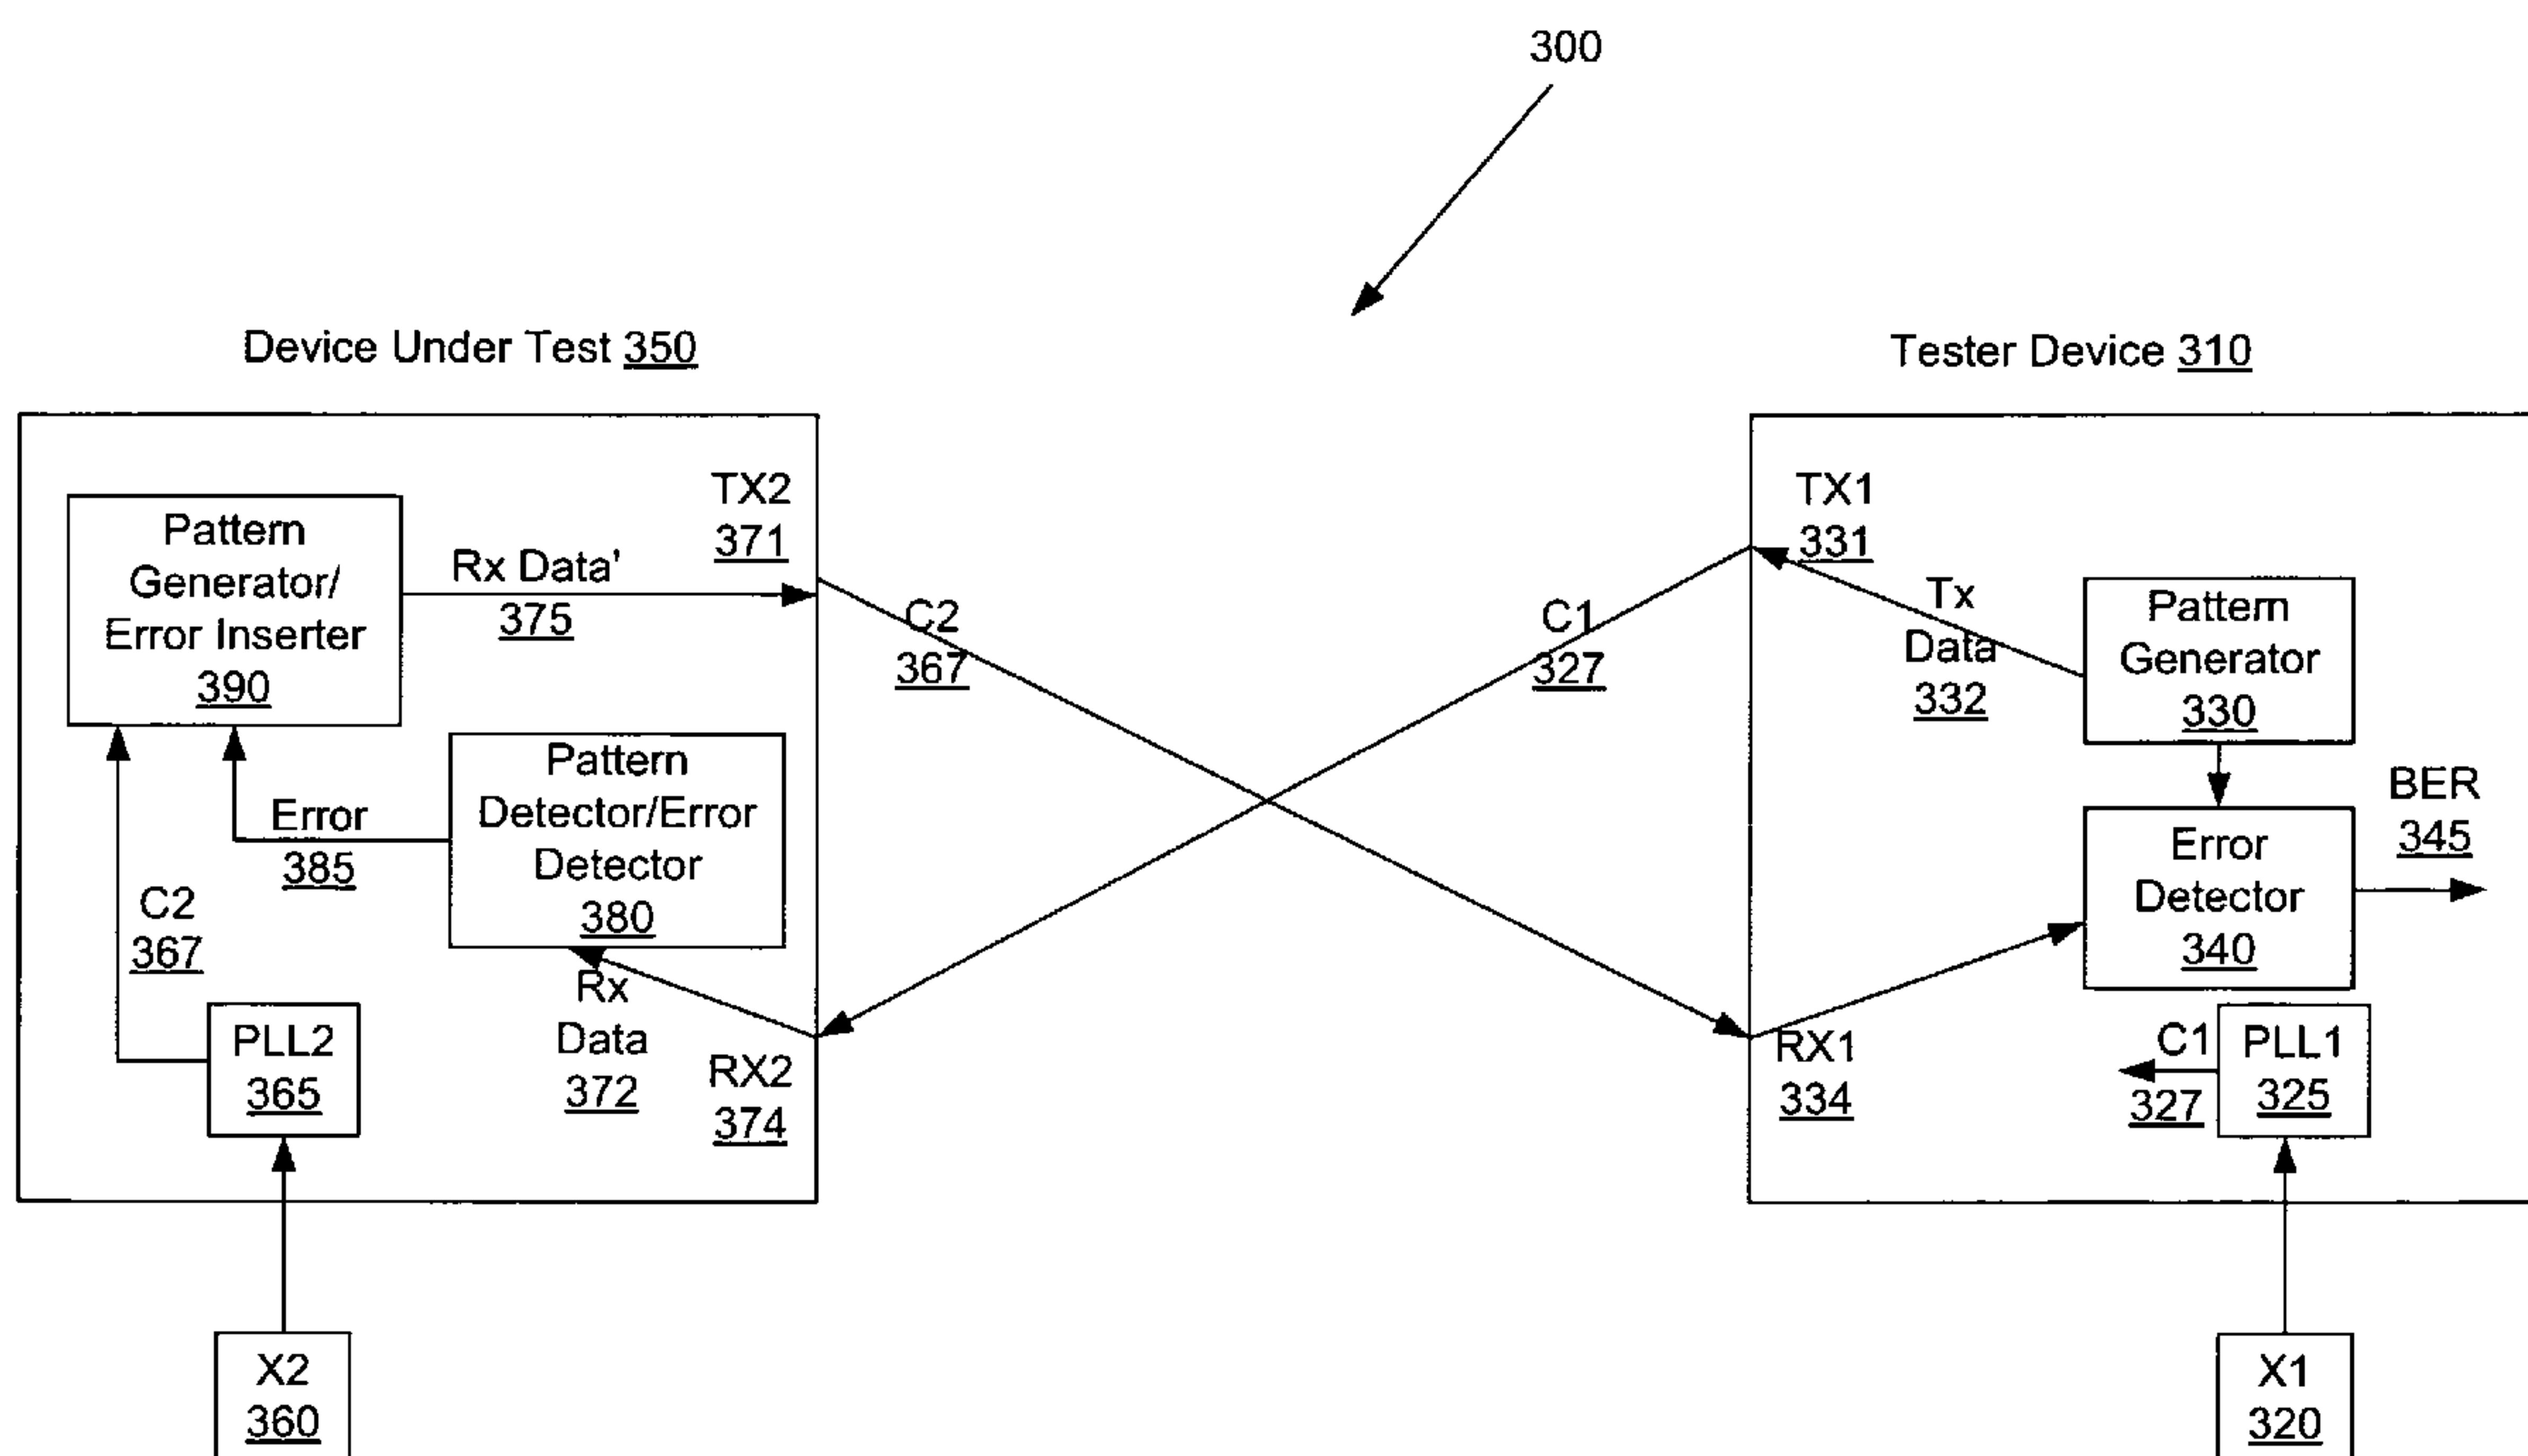 300
Device Under Test 350
Tester Device 310
Pattern
Generator/
Error Inserter
390
Rx Data'
375
TX2
371
C2
367
C1
327
TX1
331
Tx
Data
332
Pattern
Generator
330
Pattern
Detector/Error
Detector
380
Error
385
C2
367
PLL2
365
Rx
Data
372
RX2
374
Error
Detector
340
BER
345
RX1
334
C1
327
PLL1
325
X2
360
X1
320